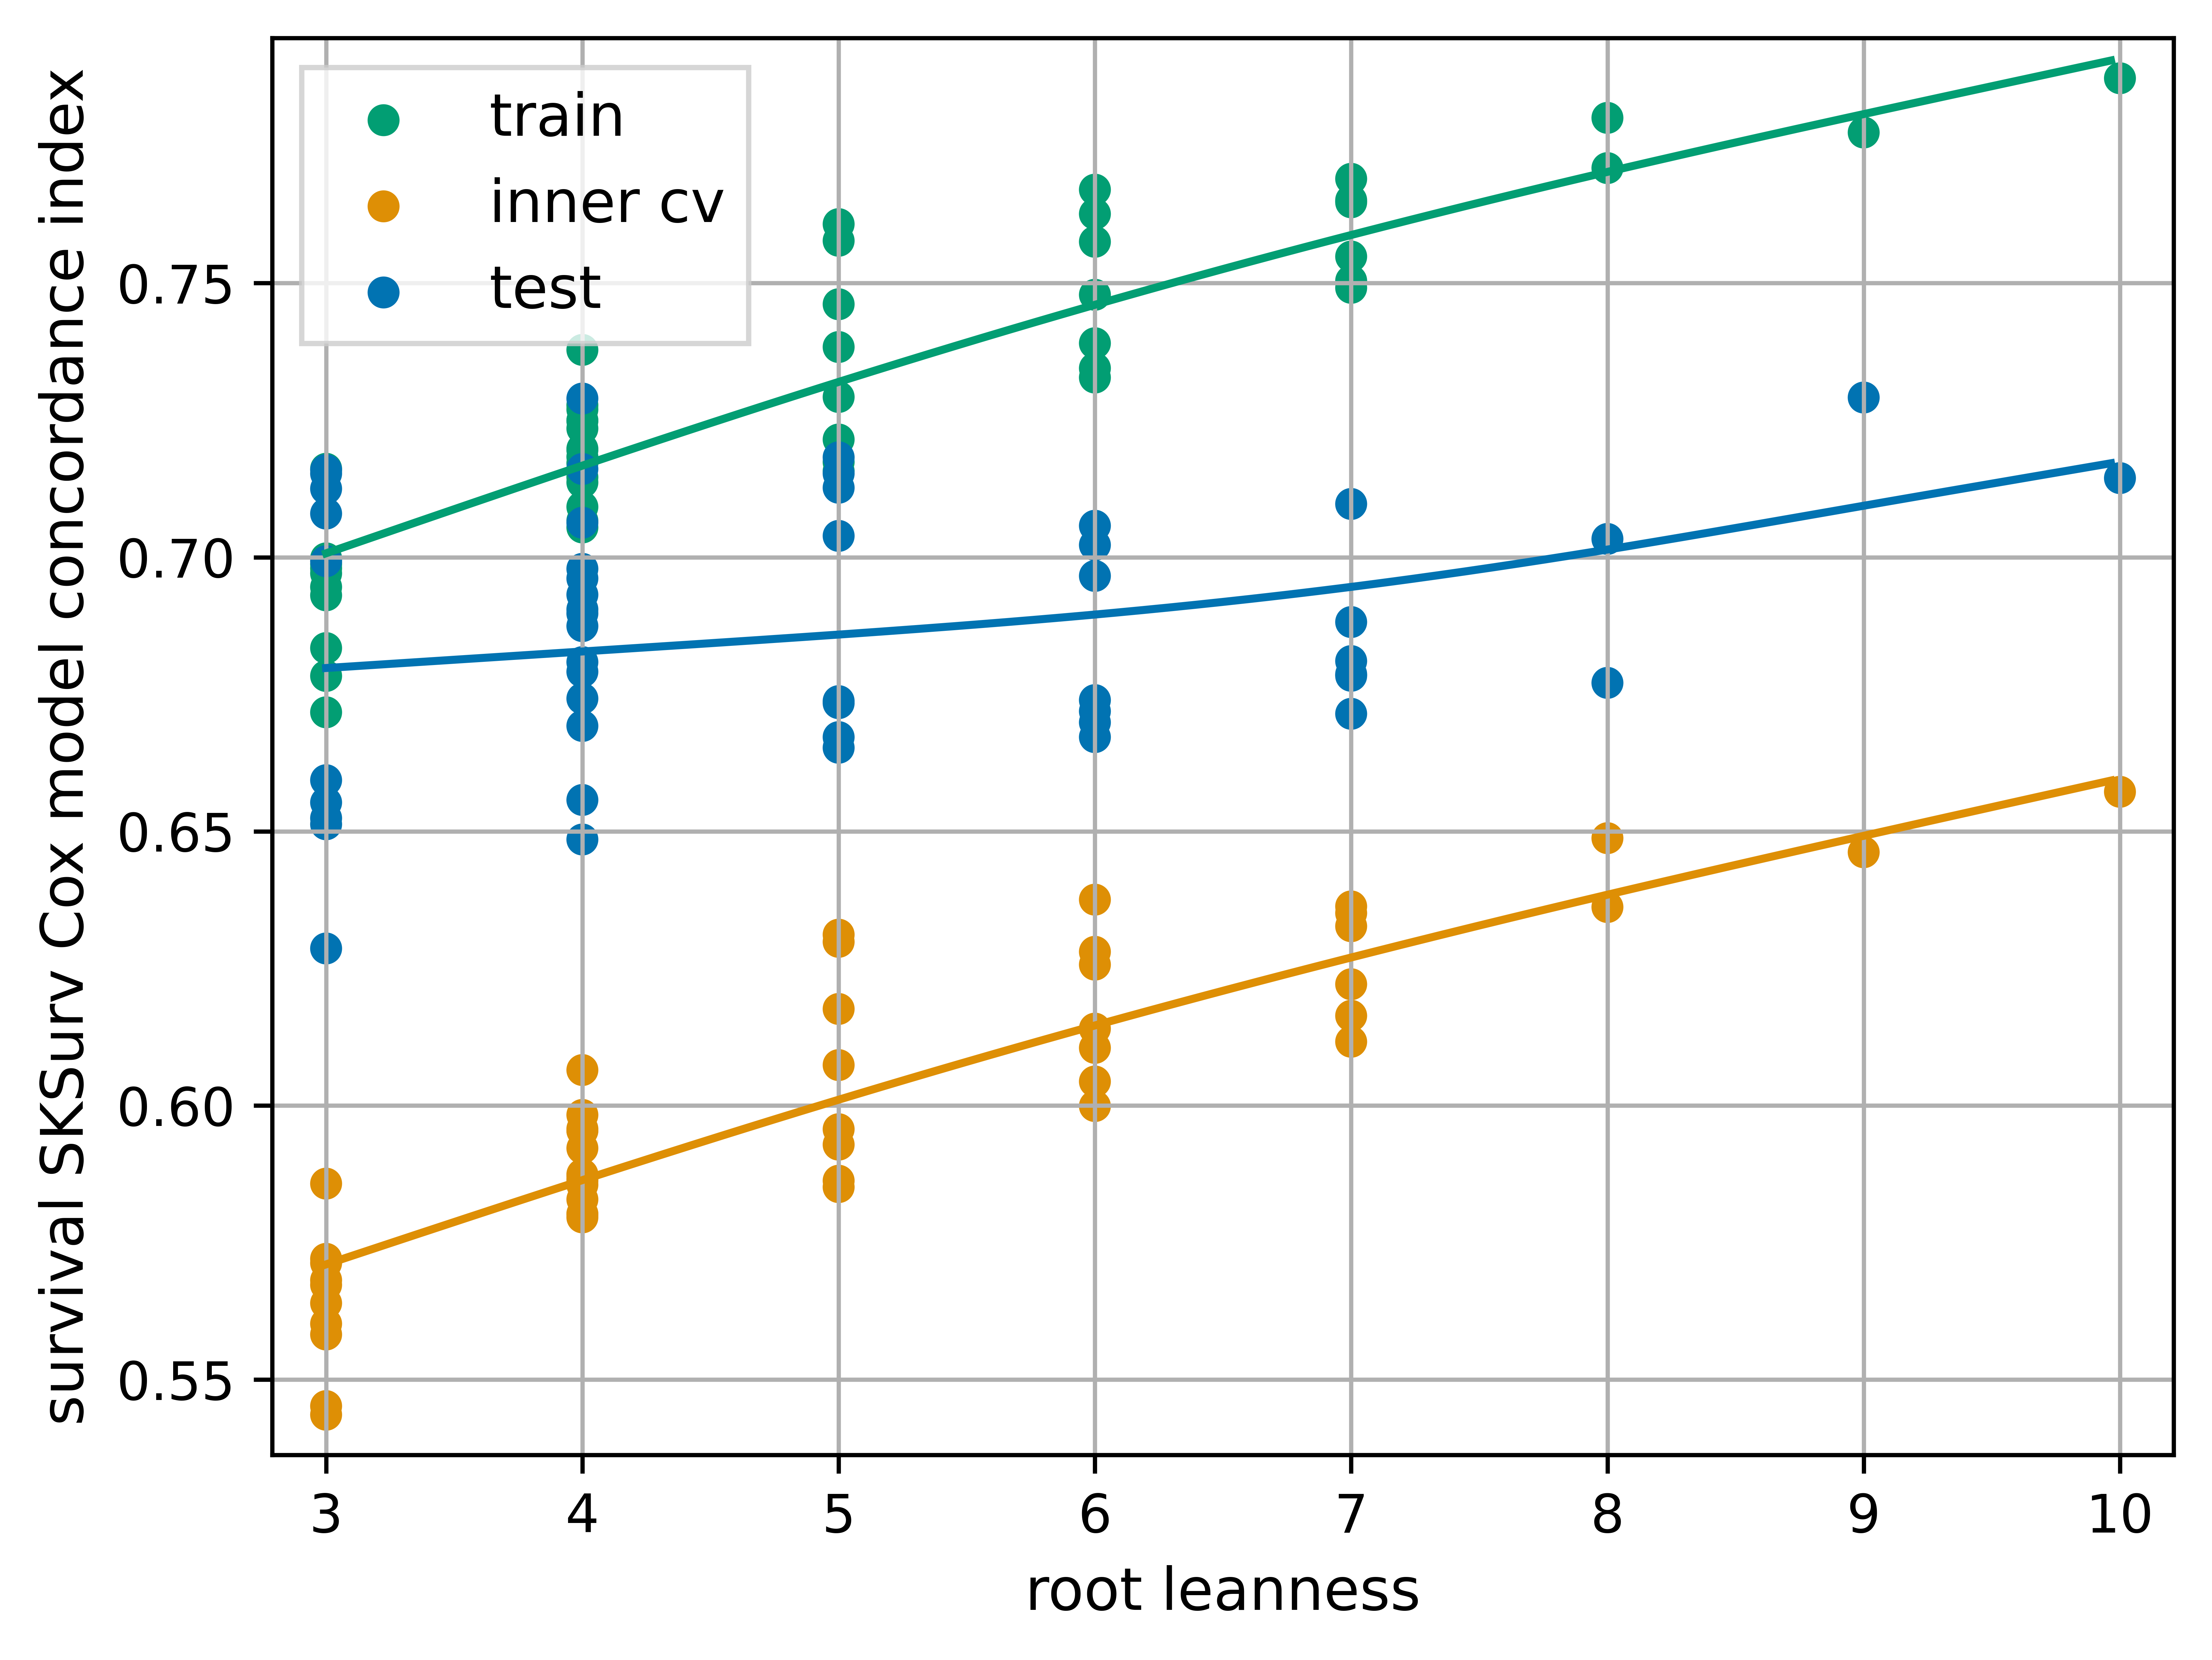 survival SKSurv Cox model concordance index
train
inner cv
test
0.75
0.70
0.65
0.60
0.55
3 4 5 6 7 8 9 10
root leanness